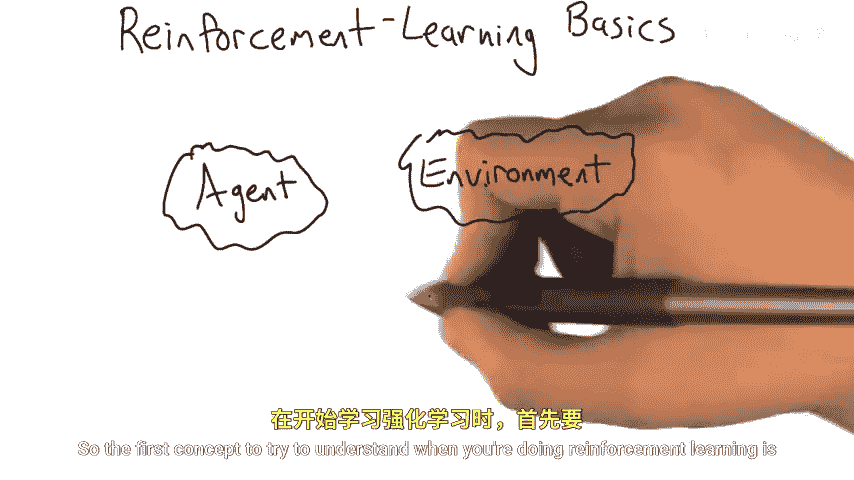 Reinforcement-Learning Basics
Agent
Environment
在开始学习强化学习时，首先要
So the first concept to try to understand when you're doing reinforcement learning is